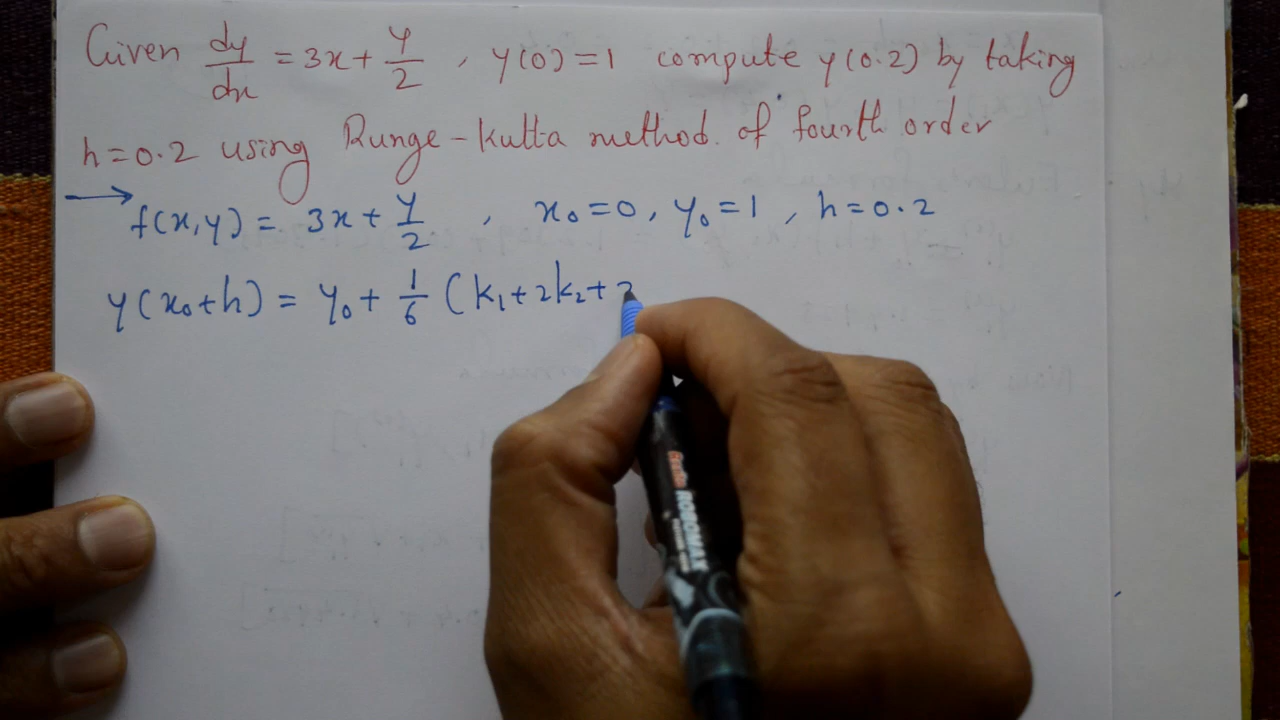 Given dy/dx = 3x + y/2 , y(0) = 1 compute y(0.2) by taking
h = 0.2 using Runge-Kutta method. of fourth order
→ f(x,y) = 3x + y/2 , x₀ = 0, y₀ = 1 , h = 0.2
y(x₀+h) = y₀ + 1/6 (k₁ + 2k₂ + 2
ROBOMAX